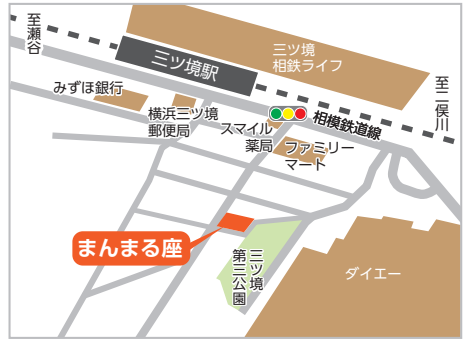 至瀬谷
三ツ境駅
三ツ境
相鉄ライフ
至二俣川
みずほ銀行
横浜三ツ境
郵便局
スマイル
薬局
相模鉄道線
ファミリー
マート
まんまる座
三ツ境
第三公園
ダイエー